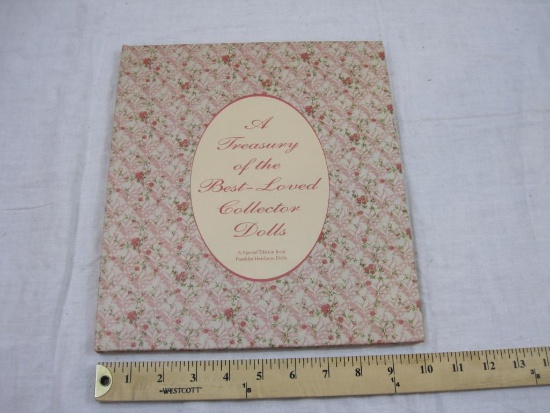 A
Treasury
of the
Best-Loved
Collector
Dolls
A Special Edition from
Franklin Heirloom Dolls
1 2 3 4 5 6 7 8 9 10 11 12 13
WESTCOTT